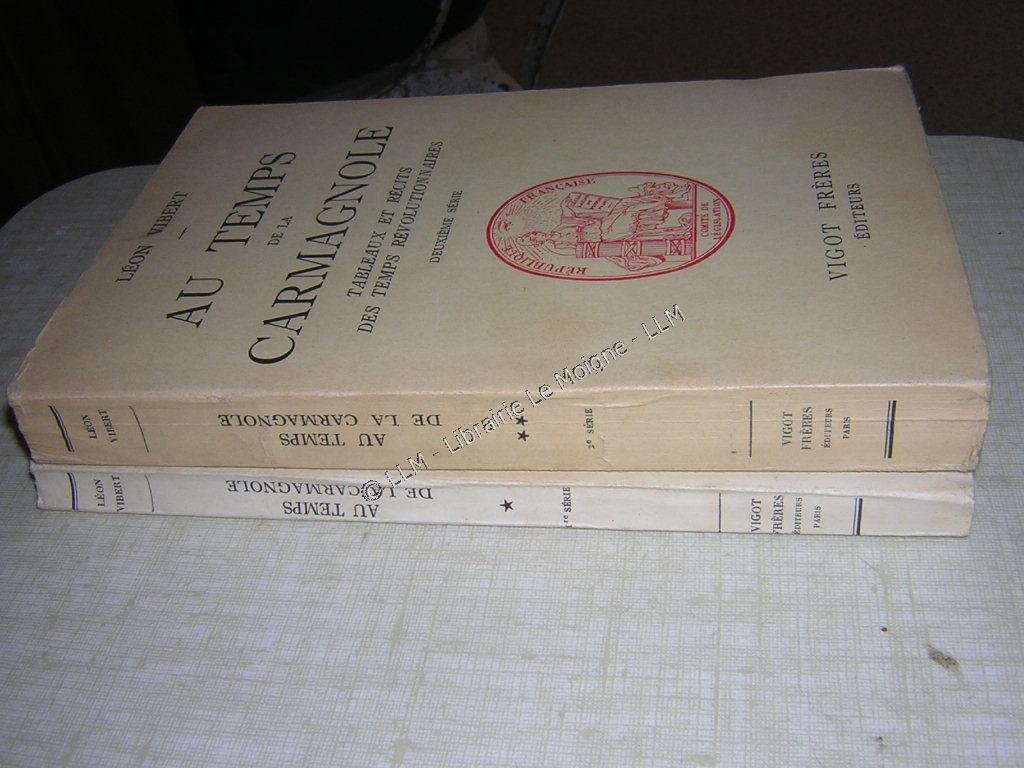 LÉON VIBERT
AU TEMPS
DE LA
CARMAGNOLE
TABLEAUX ET RÉCITS
DES TEMPS RÉVOLUTIONNAIRES
DEUXIÈME SÉRIE
RÉPUBLIQUE FRANÇAISE
COMITÉ DE
LÉGISLATION
VIGOT FRÈRES
ÉDITEURS
LÉON
VIBERT
AU TEMPS
DE LA CARMAGNOLE
2e SÉRIE
VIGOT
FRÈRES
ÉDITEURS
PARIS
LÉON
VIBERT
AU TEMPS
DE LA CARMAGNOLE
1re SÉRIE
VIGOT
FRÈRES
ÉDITEURS
PARIS
© LLM - Librairie Le Moigne - LLM